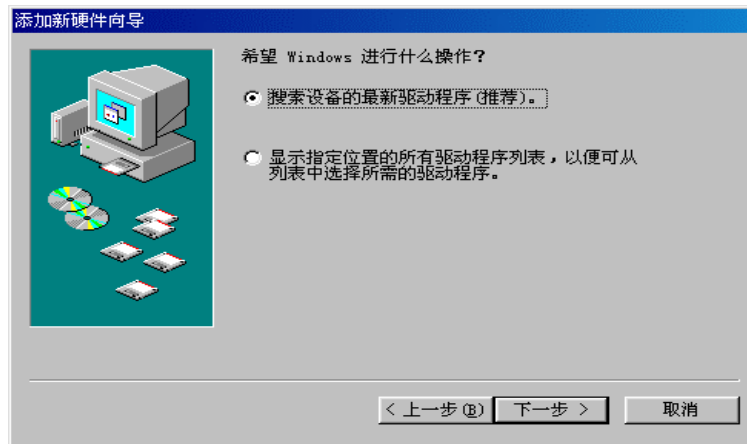 添加新硬件向导
希望 Windows 进行什么操作?
搜索设备的最新驱动程序(推荐)。
显示指定位置的所有驱动程序列表,以便可从
列表中选择所需的驱动程序。
< 上一步(B) 下一步 > 取消